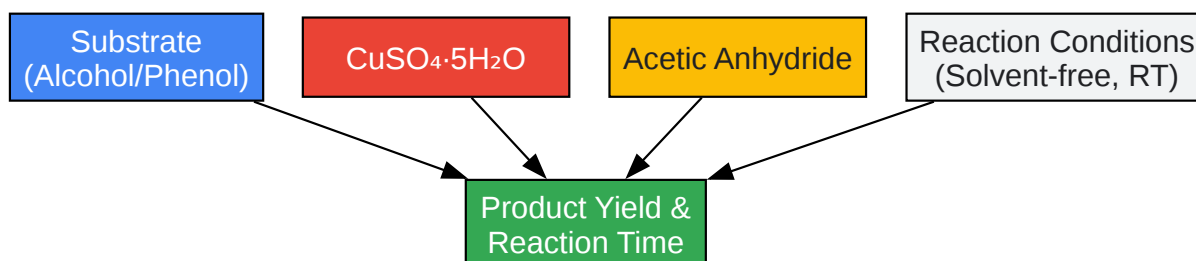 Substrate
(Alcohol/Phenol)
CuSO₄·5H₂O
Acetic Anhydride
Reaction Conditions
(Solvent-free, RT)
Product Yield &
Reaction Time